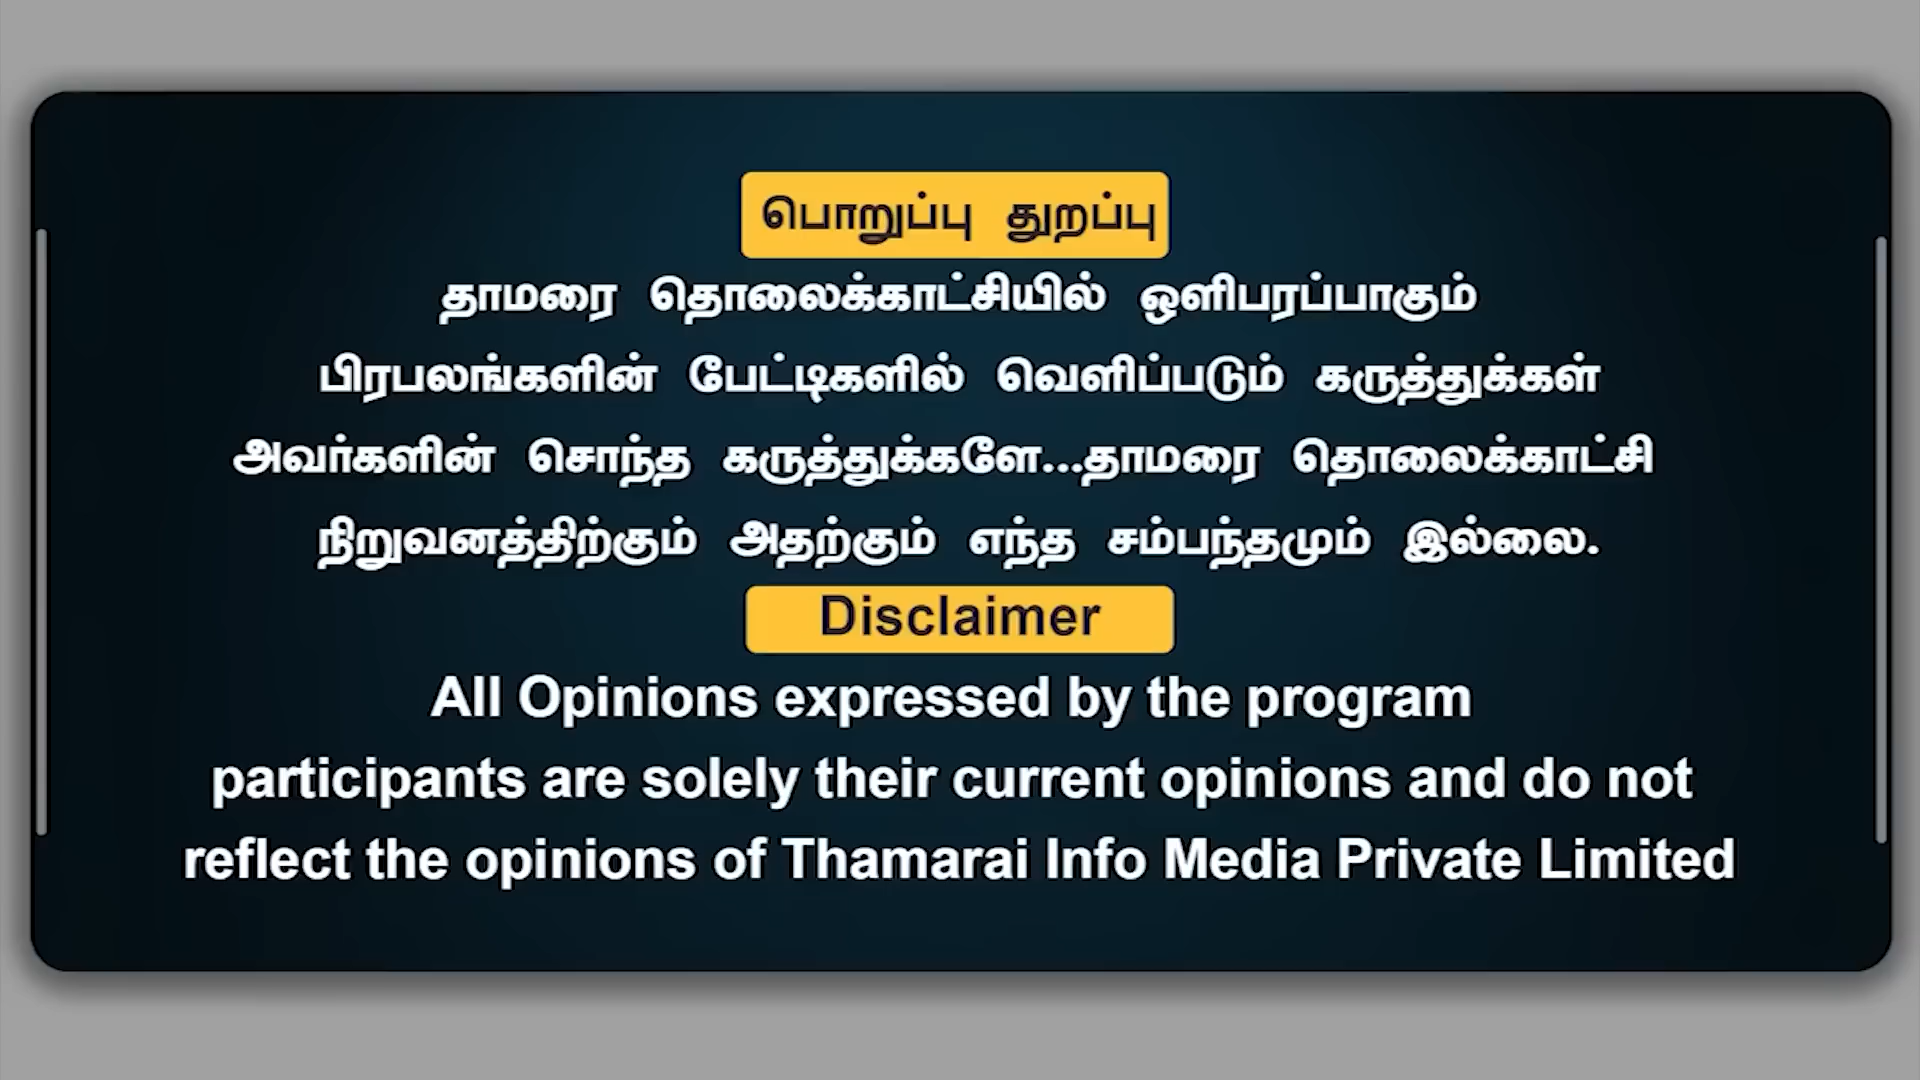 பொறுப்பு துறப்பு
தாமரை தொலைக்காட்சியில் ஒளிபரப்பாகும்
பிரபலங்களின் பேட்டிகளில் வெளிப்படும் கருத்துக்கள்
அவர்களின் சொந்த கருத்துக்களே...தாமரை தொலைக்காட்சி
நிறுவனத்திற்கும் அதற்கும் எந்த சம்பந்தமும் இல்லை.
Disclaimer
All Opinions expressed by the program
participants are solely their current opinions and do not
reflect the opinions of Thamarai Info Media Private Limited